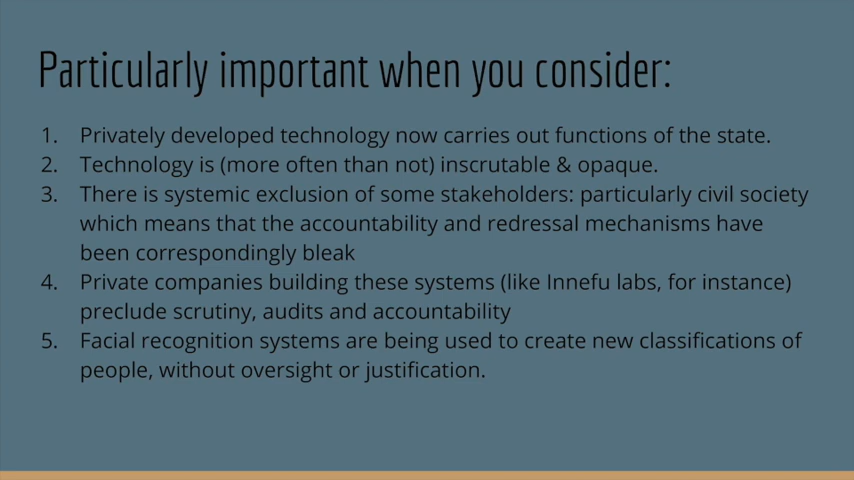 Particularly important when you consider:
1. Privately developed technology now carries out functions of the state.
2. Technology is (more often than not) inscrutable & opaque.
3. There is systemic exclusion of some stakeholders: particularly civil society
which means that the accountability and redressal mechanisms have
been correspondingly bleak
4. Private companies building these systems (like Innefu labs, for instance)
preclude scrutiny, audits and accountability
5. Facial recognition systems are being used to create new classifications of
people, without oversight or justification.